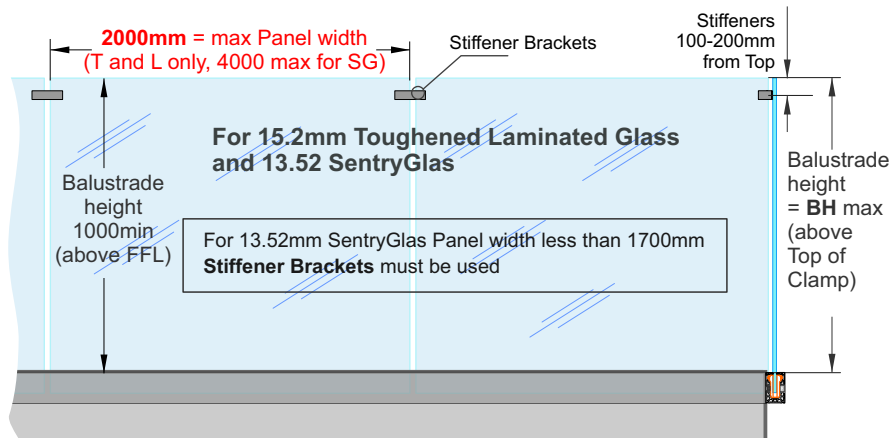 2000mm = max Panel width
(T and L only, 4000 max for SG)
Stiffener Brackets
Stiffeners
100-200mm
from Top
For 15.2mm Toughened Laminated Glass
and 13.52 SentryGlas
Balustrade
height
1000min
(above FFL)
For 13.52mm SentryGlas Panel width less than 1700mm
Stiffener Brackets must be used
Balustrade
height
= BH max
(above
Top of
Clamp)